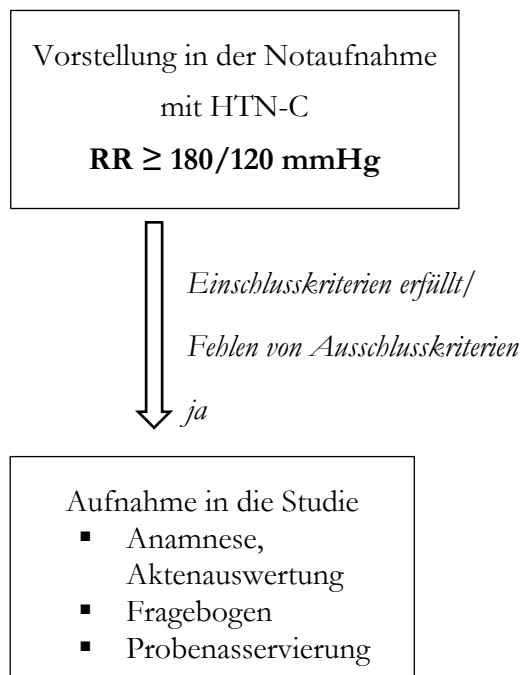 Vorstellung in der Notaufnahme
mit HTN-C
RR ≥ 180/120 mmHg
Einschlusskriterien erfüllt/
Fehlen von Ausschlusskriterien
ja
Aufnahme in die Studie
▪ Anamnese,
Aktenauswertung
▪ Fragebogen
▪ Probenasservierung